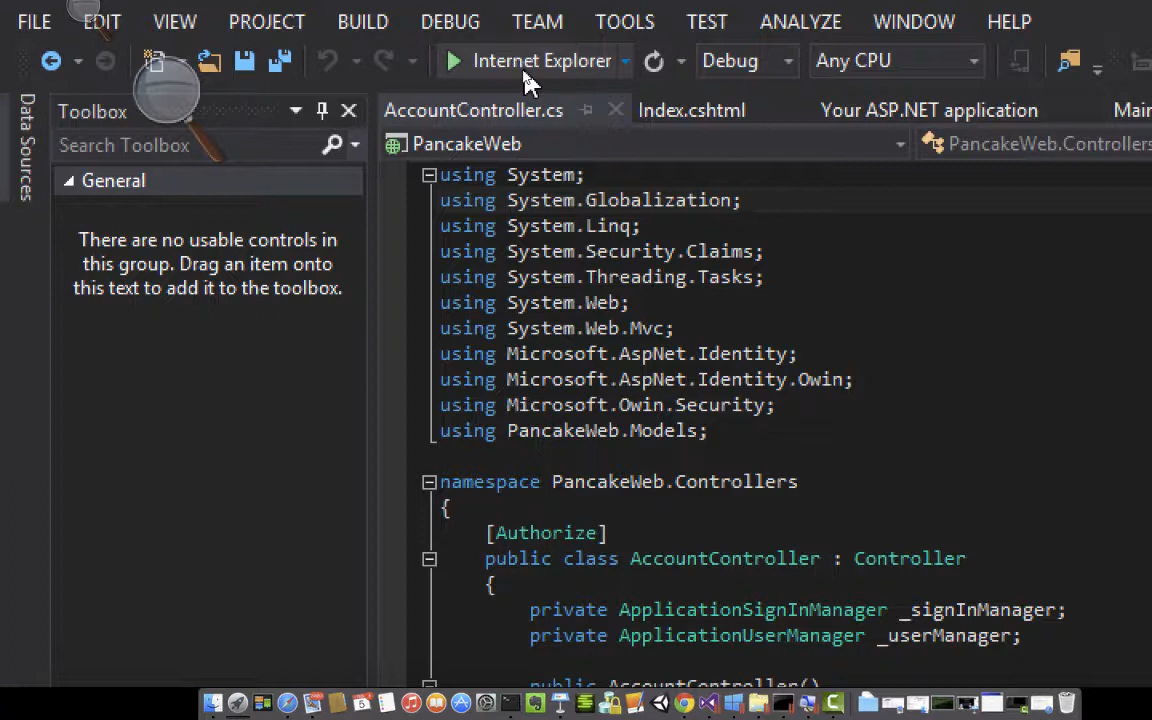 FILE EDIT VIEW PROJECT BUILD DEBUG TEAM TOOLS TEST ANALYZE WINDOW HELP
Internet Explorer Debug Any CPU
Data Sources
Toolbox
Search Toolbox
General
There are no usable controls in
this group. Drag an item onto
this text to add it to the toolbox.
AccountController.cs Index.cshtml Your ASP.NET application Main
PancakeWeb PancakeWeb.Controllers
using System;
using System.Globalization;
using System.Linq;
using System.Security.Claims;
using System.Threading.Tasks;
using System.Web;
using System.Web.Mvc;
using Microsoft.AspNet.Identity;
using Microsoft.AspNet.Identity.Owin;
using Microsoft.Owin.Security;
using PancakeWeb.Models;
namespace PancakeWeb.Controllers
{
[Authorize]
public class AccountController : Controller
{
private ApplicationSignInManager _signInManager;
private ApplicationUserManager _userManager;
public AccountController()